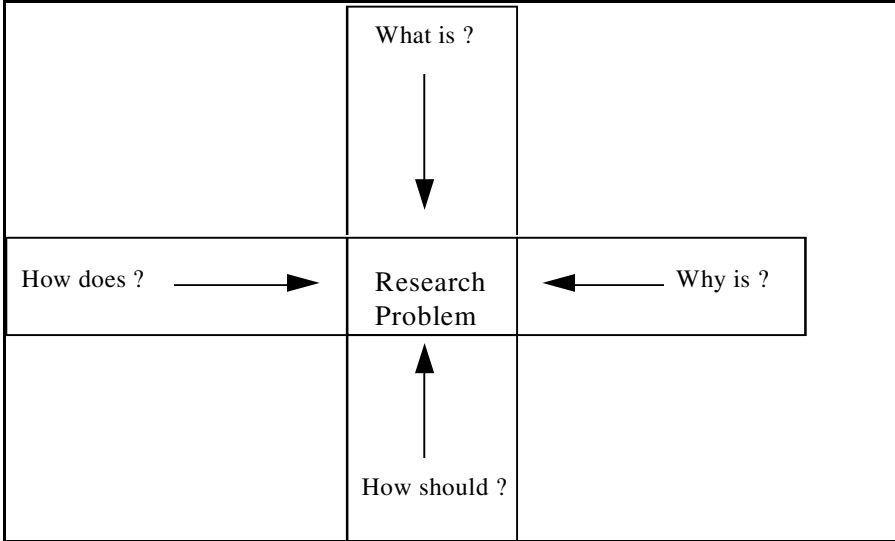 What is ?
How does ?
Research
Problem
Why is ?
How should ?